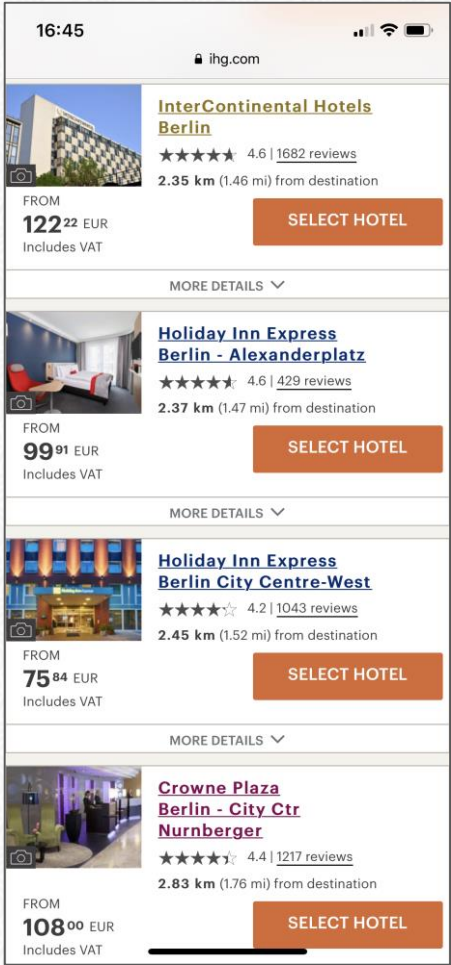 16:45
ihg.com
InterContinental Hotels
Berlin
4.6 | 1682 reviews
2.35 km (1.46 mi) from destination
FROM
122 22 EUR
Includes VAT
SELECT HOTEL
MORE DETAILS
Holiday Inn Express
Berlin - Alexanderplatz
4.6 | 429 reviews
2.37 km (1.47 mi) from destination
FROM
99 91 EUR
Includes VAT
SELECT HOTEL
MORE DETAILS
Holiday Inn Express
Berlin City Centre-West
4.2 | 1043 reviews
2.45 km (1.52 mi) from destination
FROM
75 84 EUR
Includes VAT
SELECT HOTEL
MORE DETAILS
Crowne Plaza
Berlin - City Ctr
Nurnberger
4.4 | 1217 reviews
2.83 km (1.76 mi) from destination
FROM
108 00 EUR
Includes VAT
SELECT HOTEL